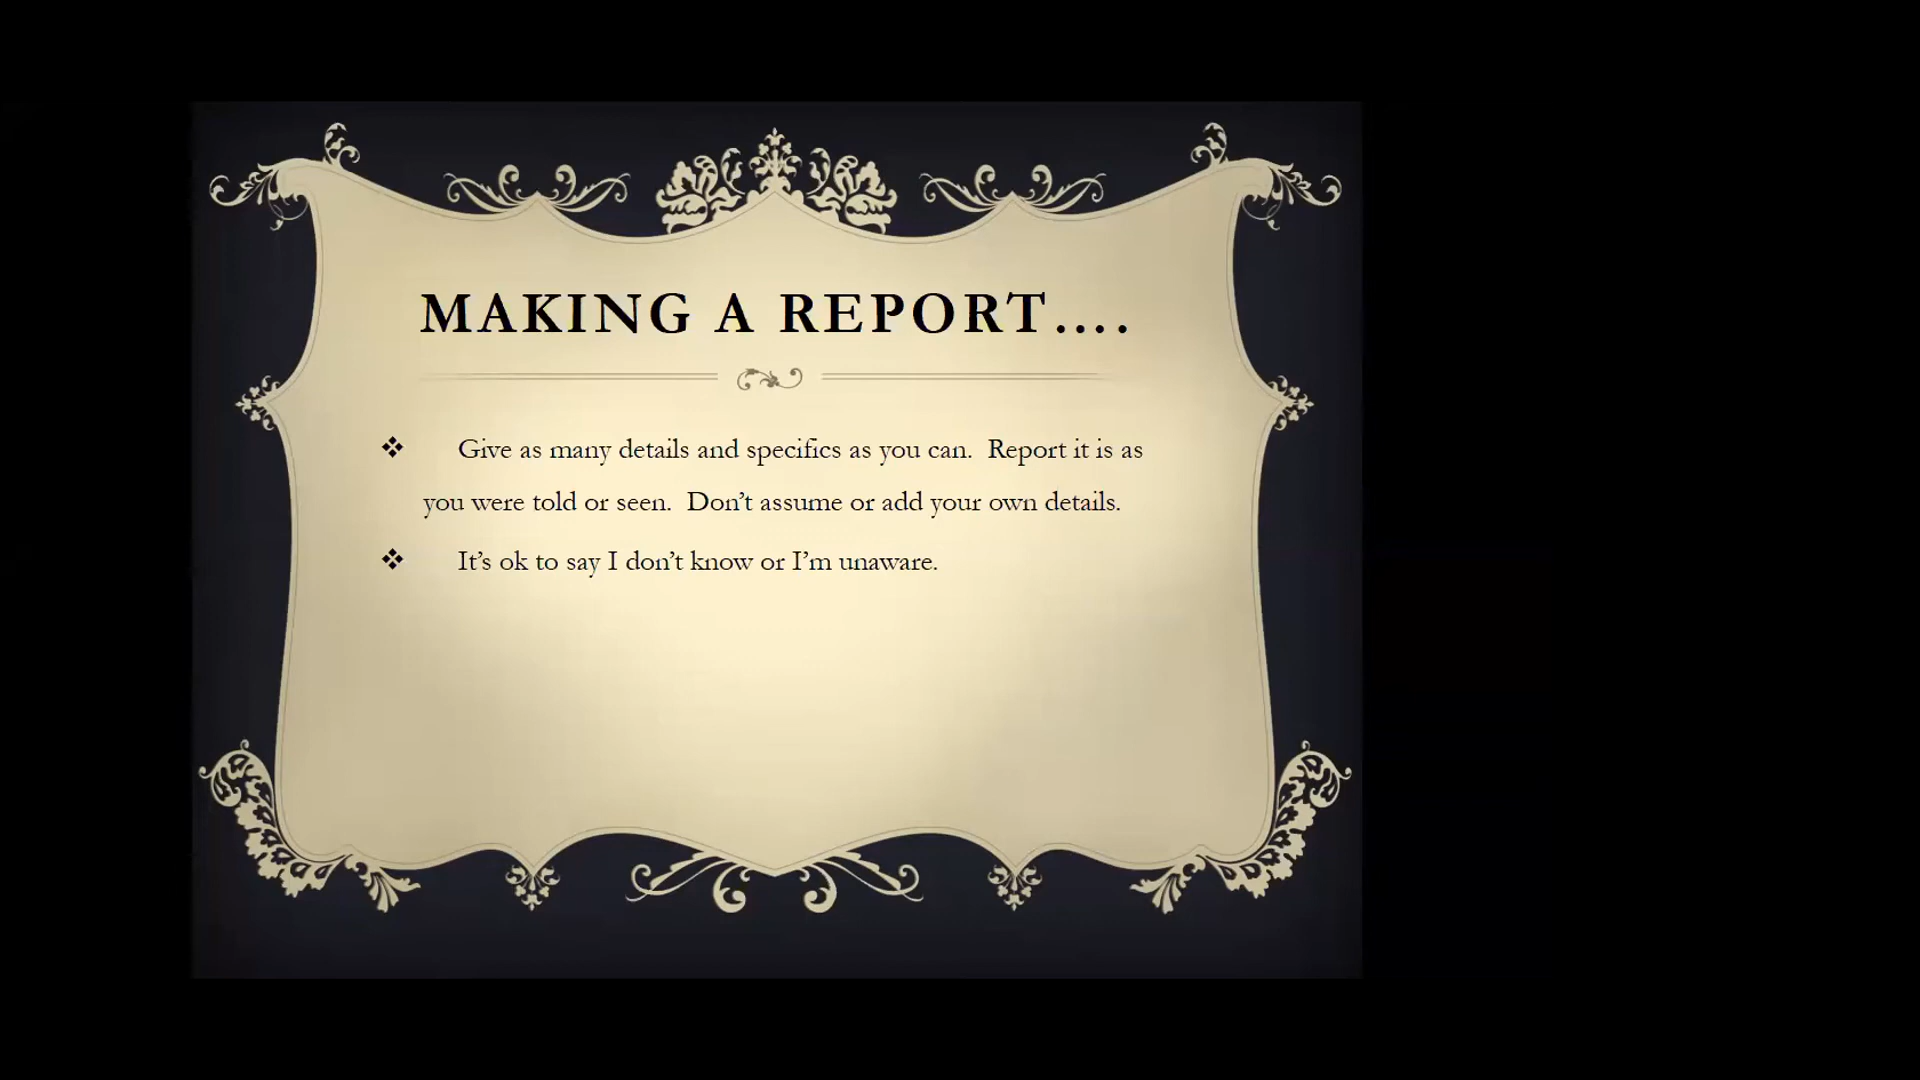 MAKING A REPORT....
❖ Give as many details and specifics as you can.  Report it is as
you were told or seen.  Don’t assume or add your own details.
❖ It’s ok to say I don’t know or I’m unaware.